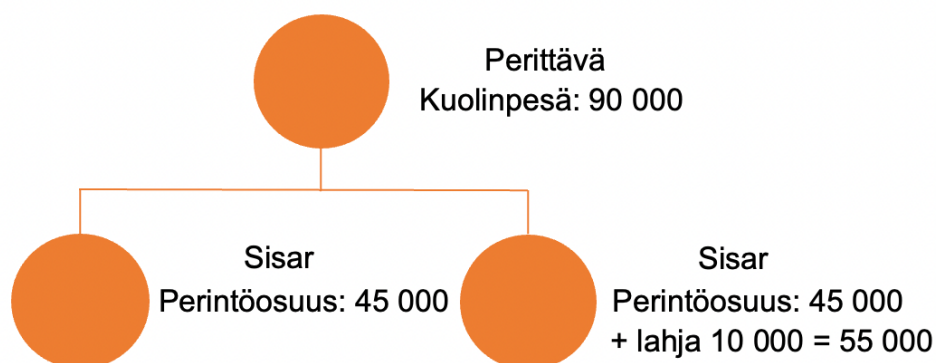 Perittävä
Kuolinpesä: 90 000
Sisar
Perintöosuus: 45 000
Sisar
Perintöosuus: 45 000
+ lahja 10 000 = 55 000